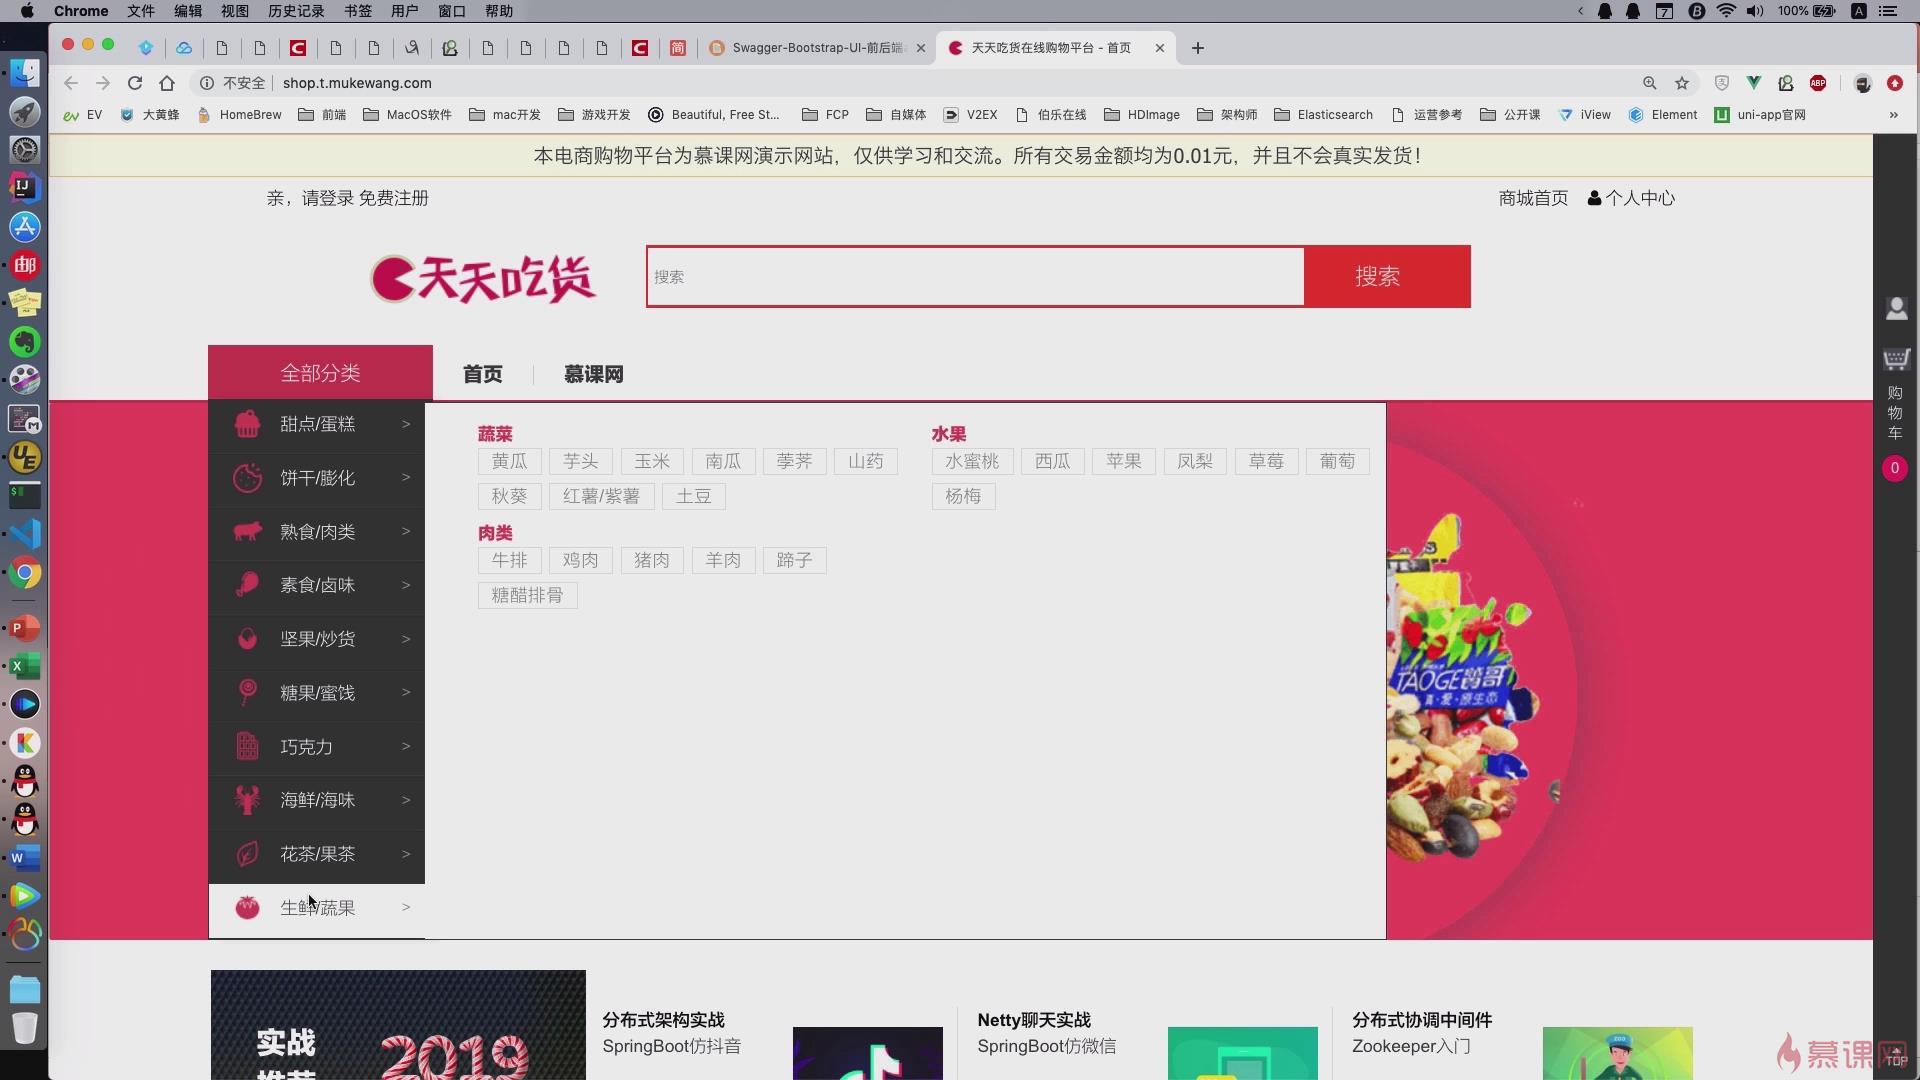 Chrome 文件 编辑 视图 历史记录 书签 用户 窗口 帮助 7 100% A
Swagger-Bootstrap-UI-前后端 天天吃货在线购物平台 - 首页
不安全 shop.t.mukewang.com ABP
EV 大黄蜂 HomeBrew 前端 MacOS软件 mac开发 游戏开发 Beautiful, Free St... FCP 自媒体 V2EX 伯乐在线 HDImage 架构师 Elasticsearch 运营参考 公开课 iView Element uni-app官网 »
本电商购物平台为慕课网演示网站，仅供学习和交流。所有交易金额均为0.01元，并且不会真实发货！
亲，请登录 免费注册 商城首页 个人中心
天天吃货 搜索 搜索
全部分类 首页 慕课网
甜点/蛋糕 >
饼干/膨化 >
熟食/肉类 >
素食/卤味 >
坚果/炒货 >
糖果/蜜饯 >
巧克力 >
海鲜/海味 >
花茶/果茶 >
生鲜/蔬果 >
蔬菜
黄瓜 芋头 玉米 南瓜 荸荠 山药
秋葵 红薯/紫薯 土豆
肉类
牛排 鸡肉 猪肉 羊肉 蹄子
糖醋排骨
水果
水蜜桃 西瓜 苹果 凤梨 草莓 葡萄
杨梅
购物车
0
TAOGE
真·爱·原生态
实战
推荐
2019
分布式架构实战
SpringBoot仿抖音
Netty聊天实战
SpringBoot仿微信
分布式协调中间件
Zookeeper入门
慕课网
TOP